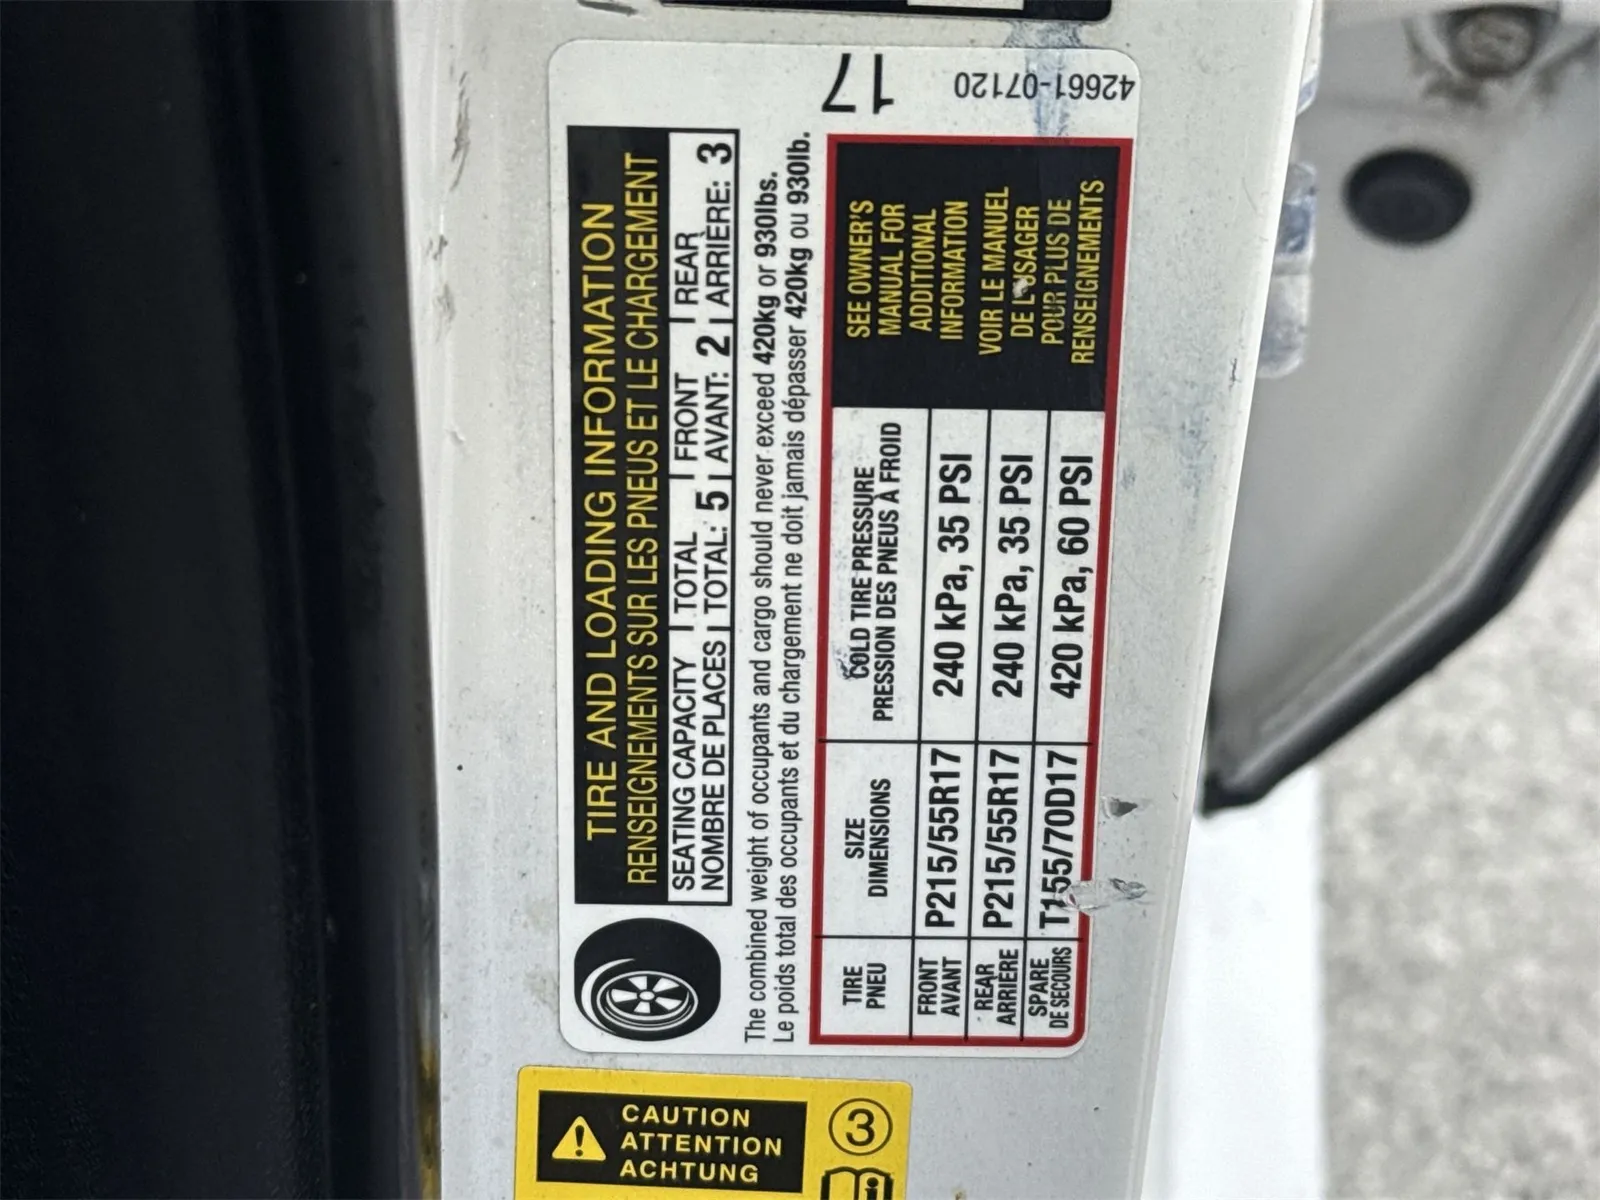 17
42661-07120
TIRE AND LOADING INFORMATION
RENSEIGNEMENTS SUR LES PNEUS ET LE CHARGEMENT
SEATING CAPACITY | TOTAL | FRONT | REAR
NOMBRE DE PLACES | TOTAL: 5 | AVANT: 2 | ARRIÈRE: 3
The combined weight of occupants and cargo should never exceed 420kg or 930lbs.
Le poids total des occupants et du chargement ne doit jamais dépasser 420kg ou 930lb.
TIRE
PNEU
SIZE
DIMENSIONS
COLD TIRE PRESSURE
PRESSION DES PNEUS À FROID
FRONT
AVANT
P215/55R17
240 kPa, 35 PSI
REAR
ARRIÈRE
P215/55R17
240 kPa, 35 PSI
SPARE
DE SECOURS
T155/70D17
420 kPa, 60 PSI
SEE OWNER'S
MANUAL FOR
ADDITIONAL
INFORMATION
VOIR LE MANUEL
DE L'USAGER
POUR PLUS DE
RENSEIGNEMENTS
CAUTION
ATTENTION
ACHTUNG
3